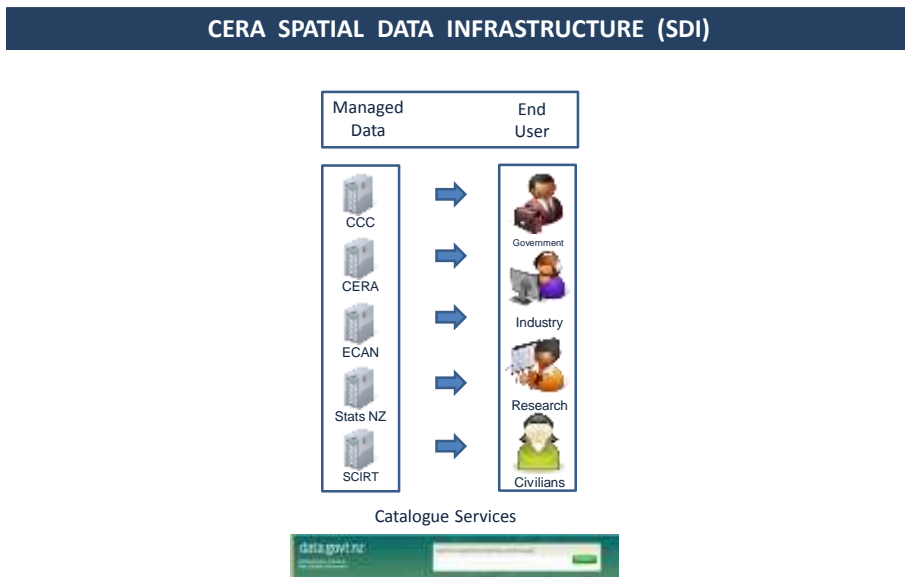 CERA SPATIAL DATA INFRASTRUCTURE (SDI)
Managed
Data
End
User
CCC
CERA
ECAN
Stats NZ
SCIRT
Government
Industry
Research
Civilians
Catalogue Services
data.govt.nz